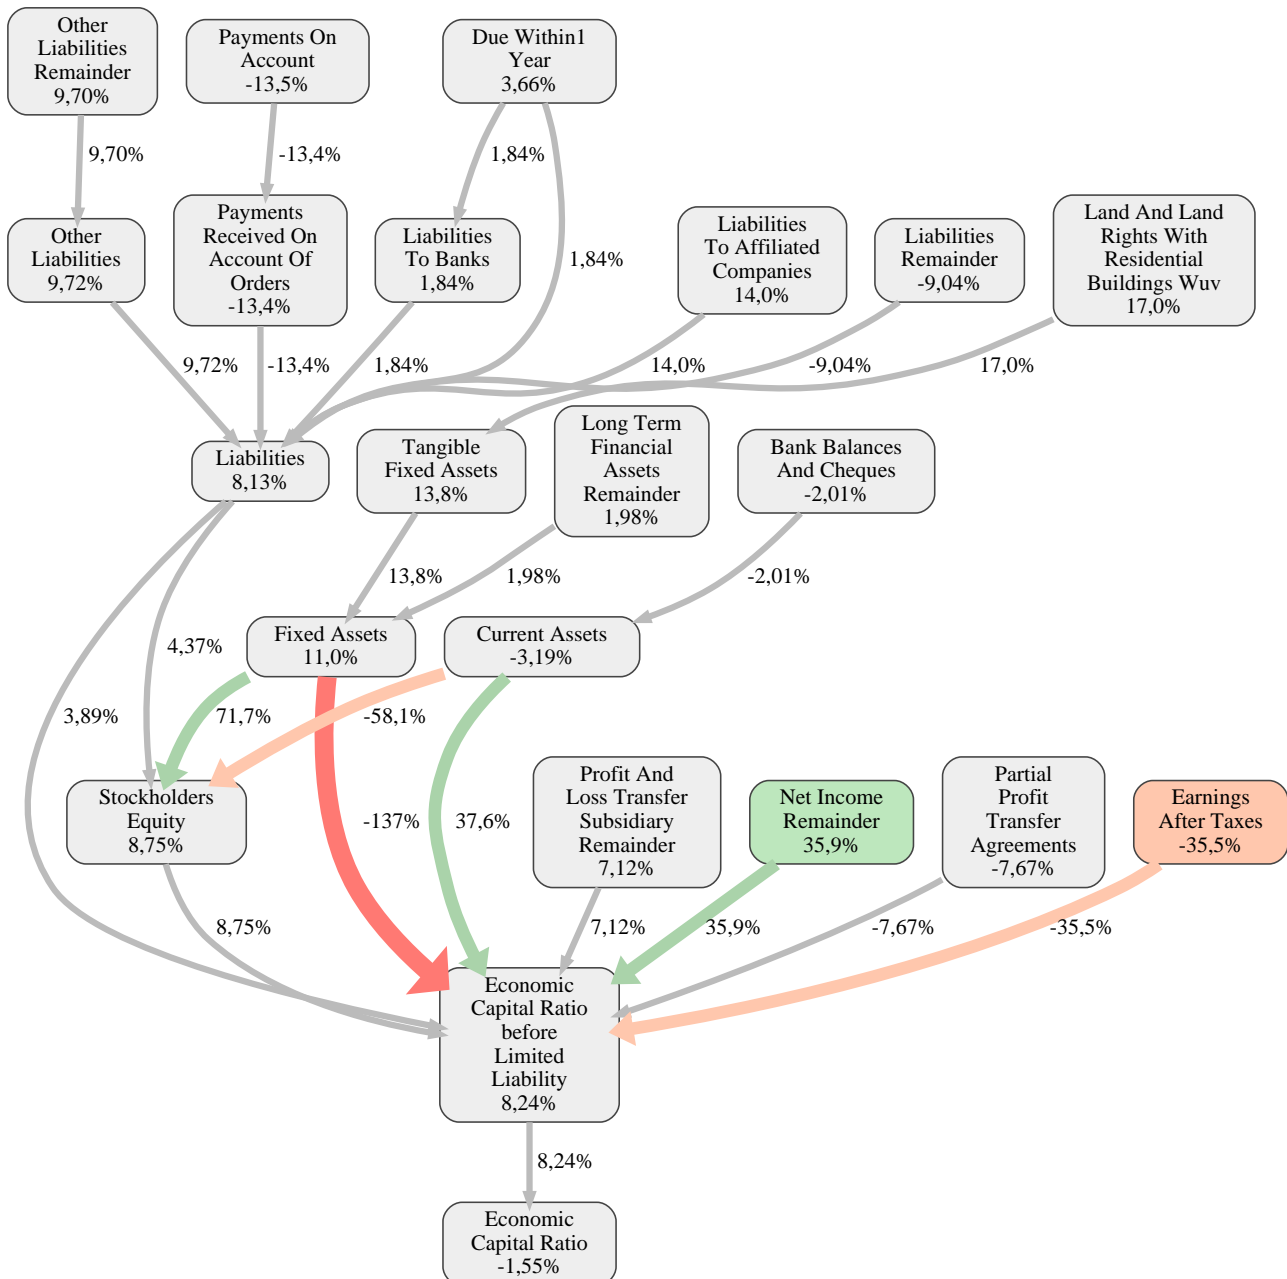 Other
Liabilities
Remainder
9,70%
Payments On
Account
-13,5%
Due Within1
Year
3,66%
9,70%
-13,4%
1,84%
Other
Liabilities
9,72%
Payments
Received On
Account Of
Orders
-13,4%
Liabilities
To Banks
1,84%
1,84%
Liabilities
To Affiliated
Companies
14,0%
Liabilities
Remainder
-9,04%
Land And Land
Rights With
Residential
Buildings Wuv
17,0%
9,72%
-13,4%
1,84%
14,0%
-9,04%
17,0%
Liabilities
8,13%
Tangible
Fixed Assets
13,8%
Long Term
Financial
Assets
Remainder
1,98%
Bank Balances
And Cheques
-2,01%
13,8%
1,98%
-2,01%
Fixed Assets
11,0%
Current Assets
-3,19%
4,37%
3,89%
71,7%
-58,1%
Stockholders
Equity
8,75%
-137%
37,6%
Profit And
Loss Transfer
Subsidiary
Remainder
7,12%
Net Income
Remainder
35,9%
Partial
Profit
Transfer
Agreements
-7,67%
Earnings
After Taxes
-35,5%
8,75%
7,12%
35,9%
-7,67%
-35,5%
Economic
Capital Ratio
before
Limited
Liability
8,24%
8,24%
Economic
Capital Ratio
-1,55%